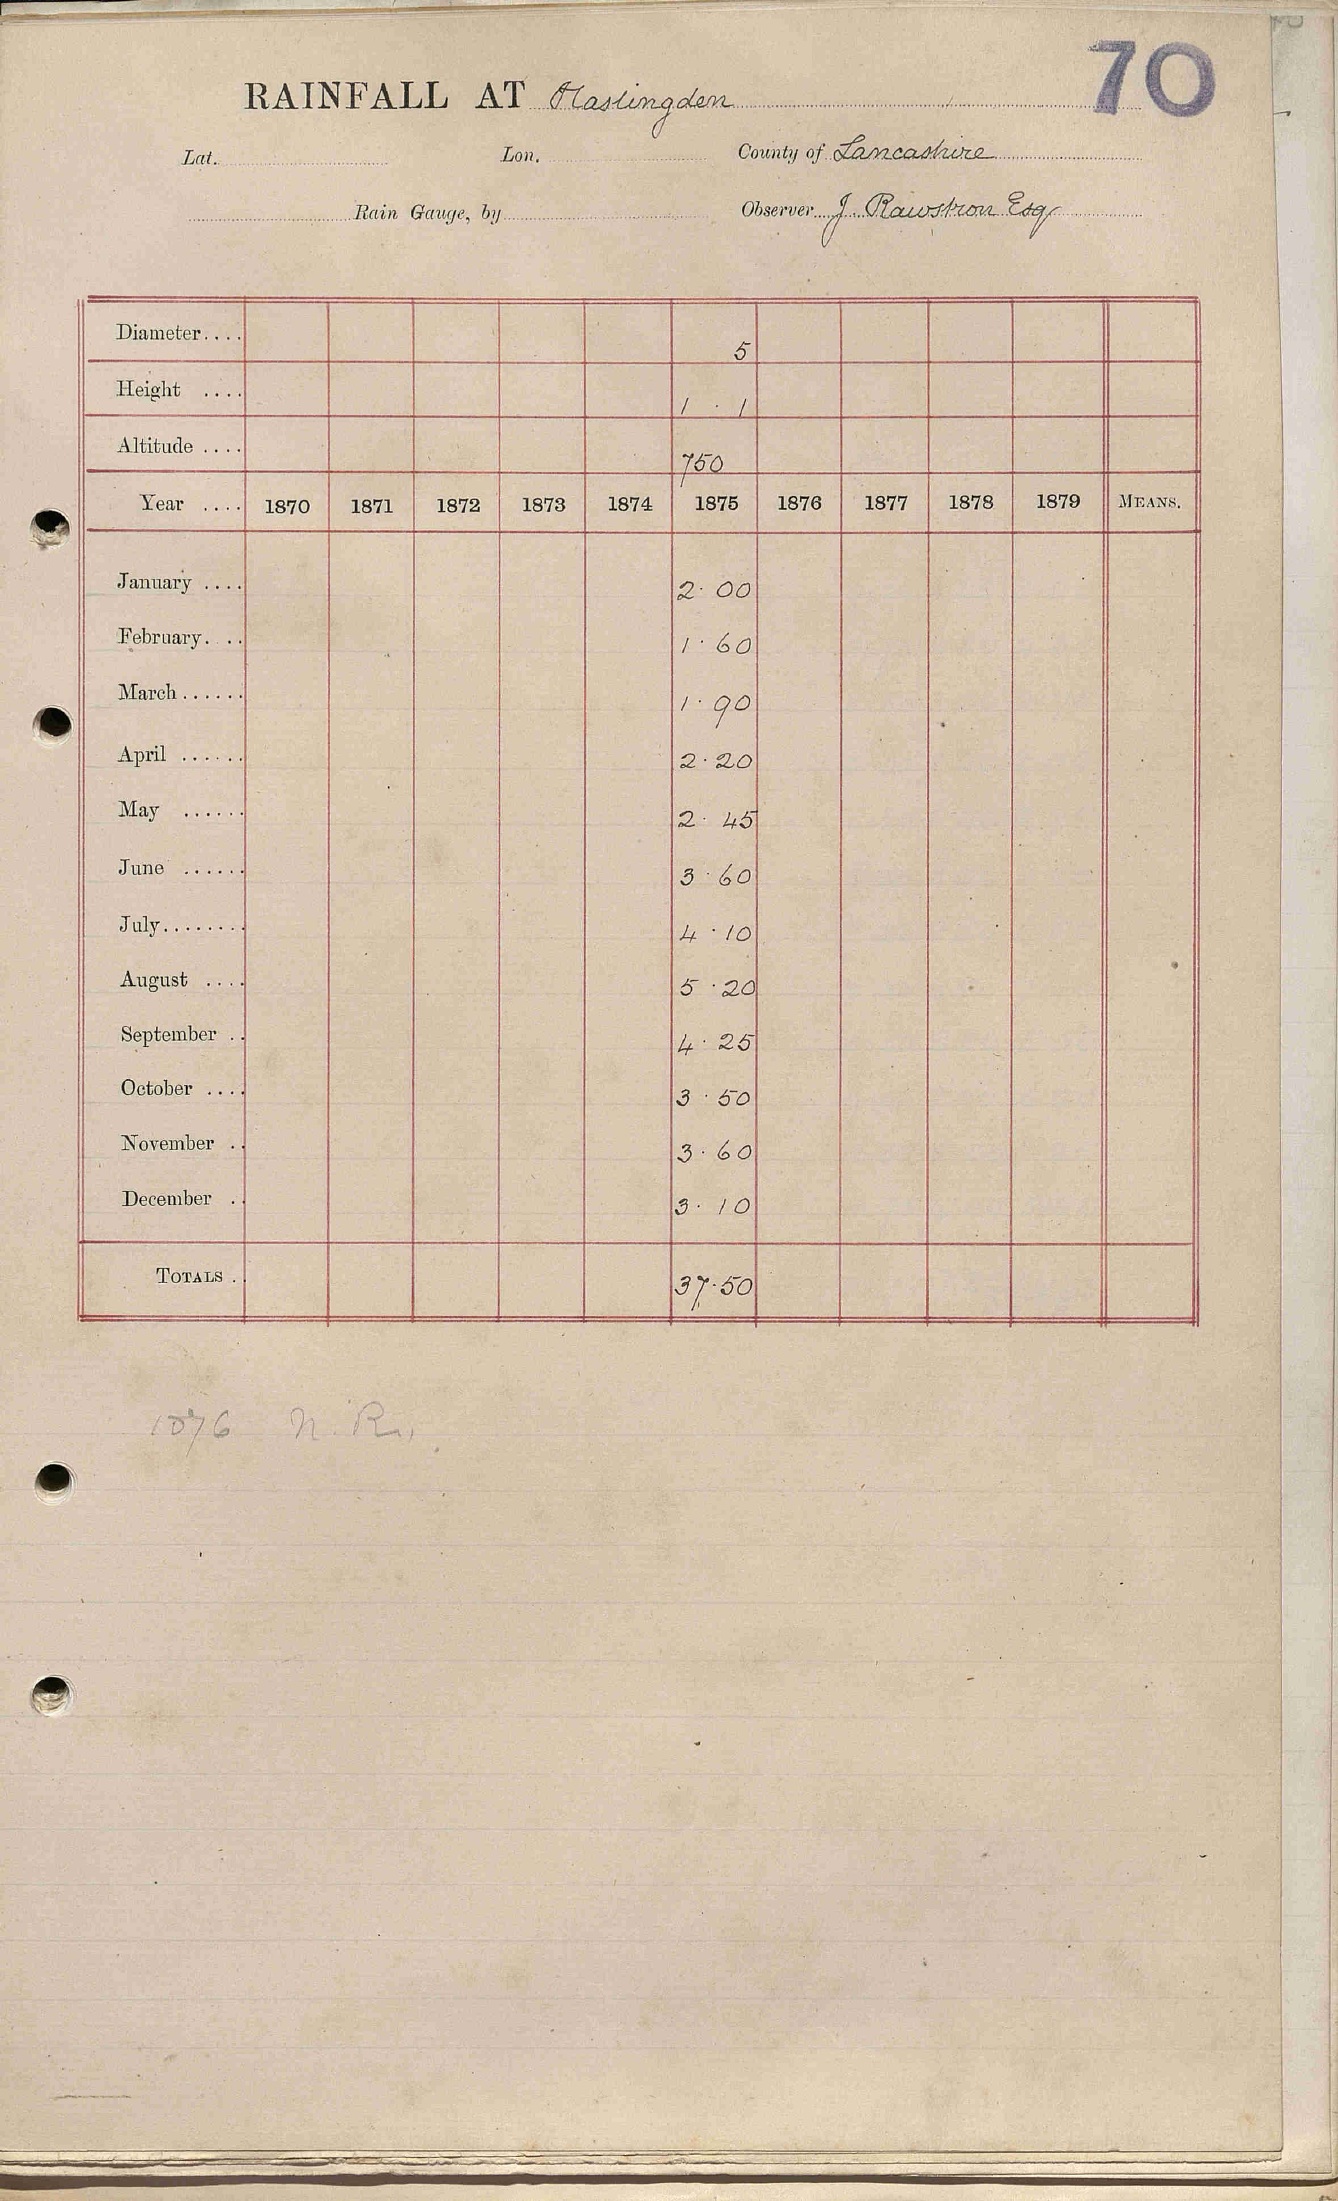 70
RAINFALL AT Haslingden
Lat. Lon. County of Lancashire
Rain Gauge, by Observer J. Rawstron Esq
Diameter.... 5
Height .... 1 . 1
Altitude .... 750
Year .... 1870 1871 1872 1873 1874 1875 1876 1877 1878 1879 MEANS.
January .... 2. 00
February. .. 1. 60
March...... 1. 90
April ...... 2.20
May ...... 2. 45
June ...... 3.60
July........ 4.10
August .... 5.20
September .. 4.25
October .... 3.50
November .. 3.60
December .. 3.10
TOTALS . 37.50
1876 N. R.